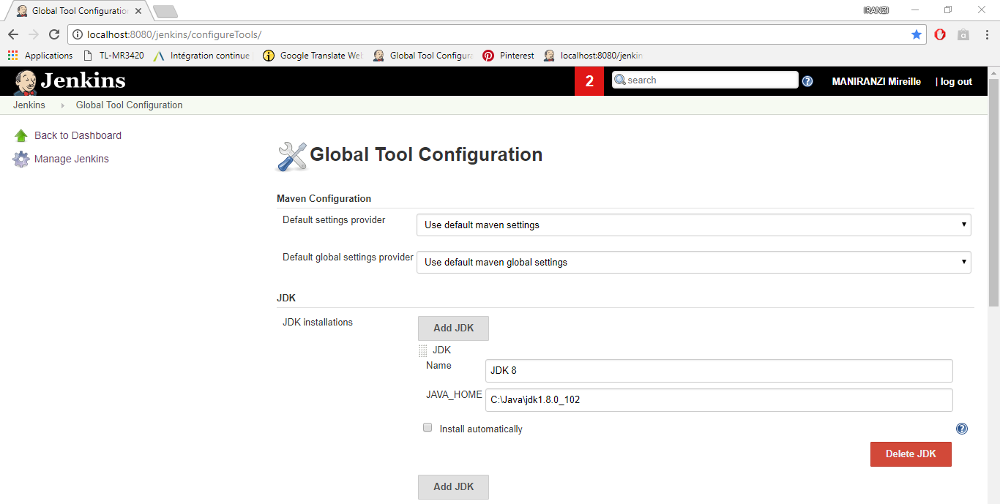 Global Tool Configuratio
IRANZI
localhost:8080/jenkins/configureTools/
Applications TL-MR3420 Intégration continue Google Translate Web Global Tool Configura Pinterest localhost:8080/jenkin
Jenkins 2 search ? MANIRANZI Mireille | log out
Jenkins Global Tool Configuration
Back to Dashboard
Manage Jenkins
Global Tool Configuration
Maven Configuration
Default settings provider Use default maven settings
Default global settings provider Use default maven global settings
JDK
JDK installations Add JDK
JDK
Name JDK 8
JAVA_HOME C:\Java\jdk1.8.0_102
Install automatically ?
Delete JDK
Add JDK